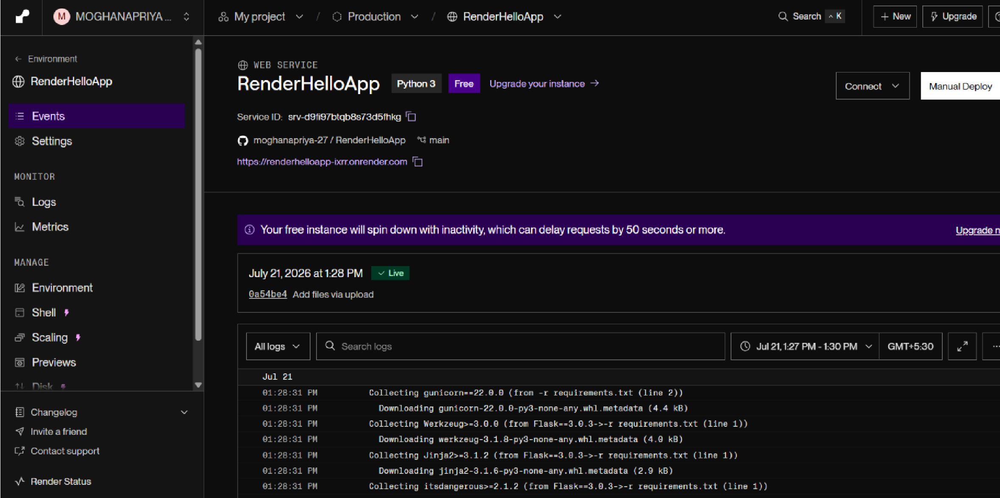 M MOGHANAPRIYA ...
My project / Production / RenderHelloApp
Search ^ K
+ New
Upgrade
← Environment
RenderHelloApp
Events
Settings
MONITOR
Logs
Metrics
MANAGE
Environment
Shell
Scaling
Previews
Disk
Changelog
Invite a friend
Contact support
Render Status
WEB SERVICE
RenderHelloApp Python 3 Free Upgrade your instance →
Connect
Manual Deploy
Service ID: srv-d9fi97btqb8s73d5fhkg
moghanapriya-27 / RenderHelloApp main
https://renderhelloapp-ixrr.onrender.com
Your free instance will spin down with inactivity, which can delay requests by 50 seconds or more.
Upgrade n
July 21, 2026 at 1:28 PM Live
0a54be4 Add files via upload
All logs
Search logs
Jul 21, 1:27 PM - 1:30 PM
GMT+5:30
...
Jul 21
01:28:31 PM Collecting gunicorn==22.0.0 (from -r requirements.txt (line 2))
01:28:31 PM Downloading gunicorn-22.0.0-py3-none-any.whl.metadata (4.4 kB)
01:28:31 PM Collecting Werkzeug>=3.0.0 (from Flask==3.0.3->-r requirements.txt (line 1))
01:28:31 PM Downloading werkzeug-3.1.8-py3-none-any.whl.metadata (4.0 kB)
01:28:31 PM Collecting Jinja2>=3.1.2 (from Flask==3.0.3->-r requirements.txt (line 1))
01:28:31 PM Downloading jinja2-3.1.6-py3-none-any.whl.metadata (2.9 kB)
01:28:31 PM Collecting itsdangerous>=2.1.2 (from Flask==3.0.3->-r requirements.txt (line 1))